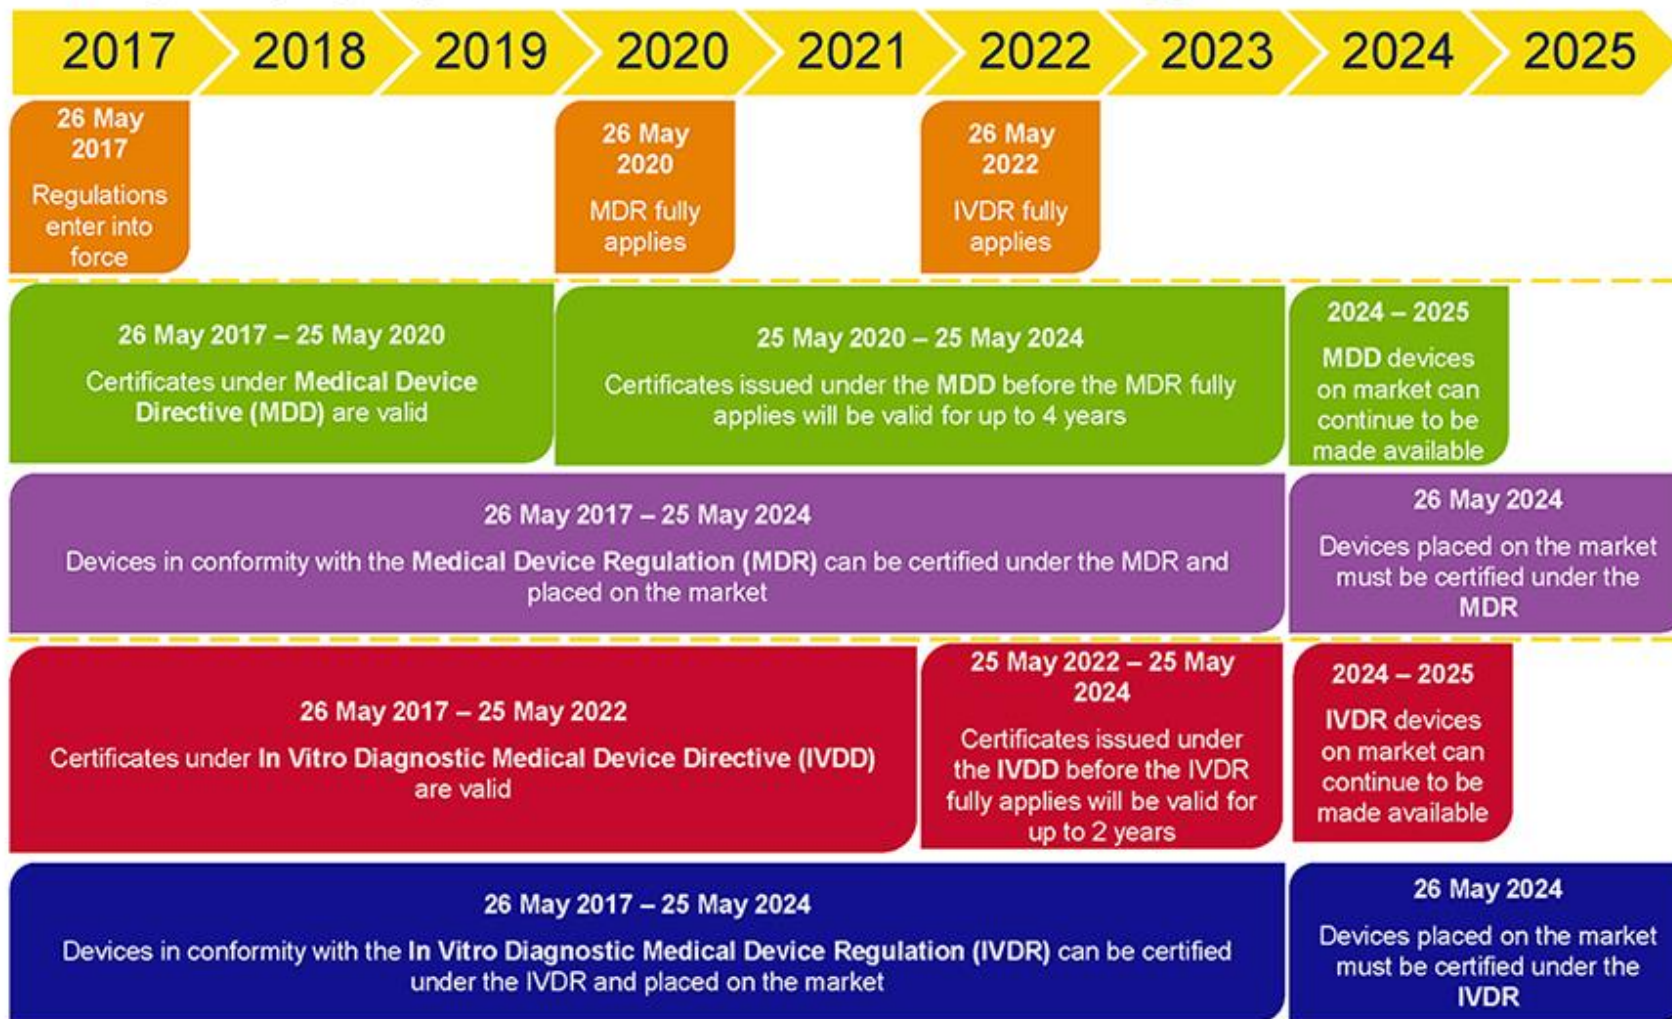 2017 2018 2019 2020 2021 2022 2023 2024 2025
26 May
2017
Regulations
enter into
force
26 May
2020
MDR fully
applies
26 May
2022
IVDR fully
applies
26 May 2017 – 25 May 2020
Certificates under Medical Device
Directive (MDD) are valid
25 May 2020 – 25 May 2024
Certificates issued under the MDD before the MDR fully
applies will be valid for up to 4 years
2024 – 2025
MDD devices
on market can
continue to be
made available
26 May 2017 – 25 May 2024
Devices in conformity with the Medical Device Regulation (MDR) can be certified under the MDR and
placed on the market
26 May 2024
Devices placed on the market
must be certified under the
MDR
26 May 2017 – 25 May 2022
Certificates under In Vitro Diagnostic Medical Device Directive (IVDD)
are valid
25 May 2022 – 25 May
2024
Certificates issued under
the IVDD before the IVDR
fully applies will be valid for
up to 2 years
2024 – 2025
IVDR devices
on market can
continue to be
made available
26 May 2017 – 25 May 2024
Devices in conformity with the In Vitro Diagnostic Medical Device Regulation (IVDR) can be certified
under the IVDR and placed on the market
26 May 2024
Devices placed on the market
must be certified under the
IVDR